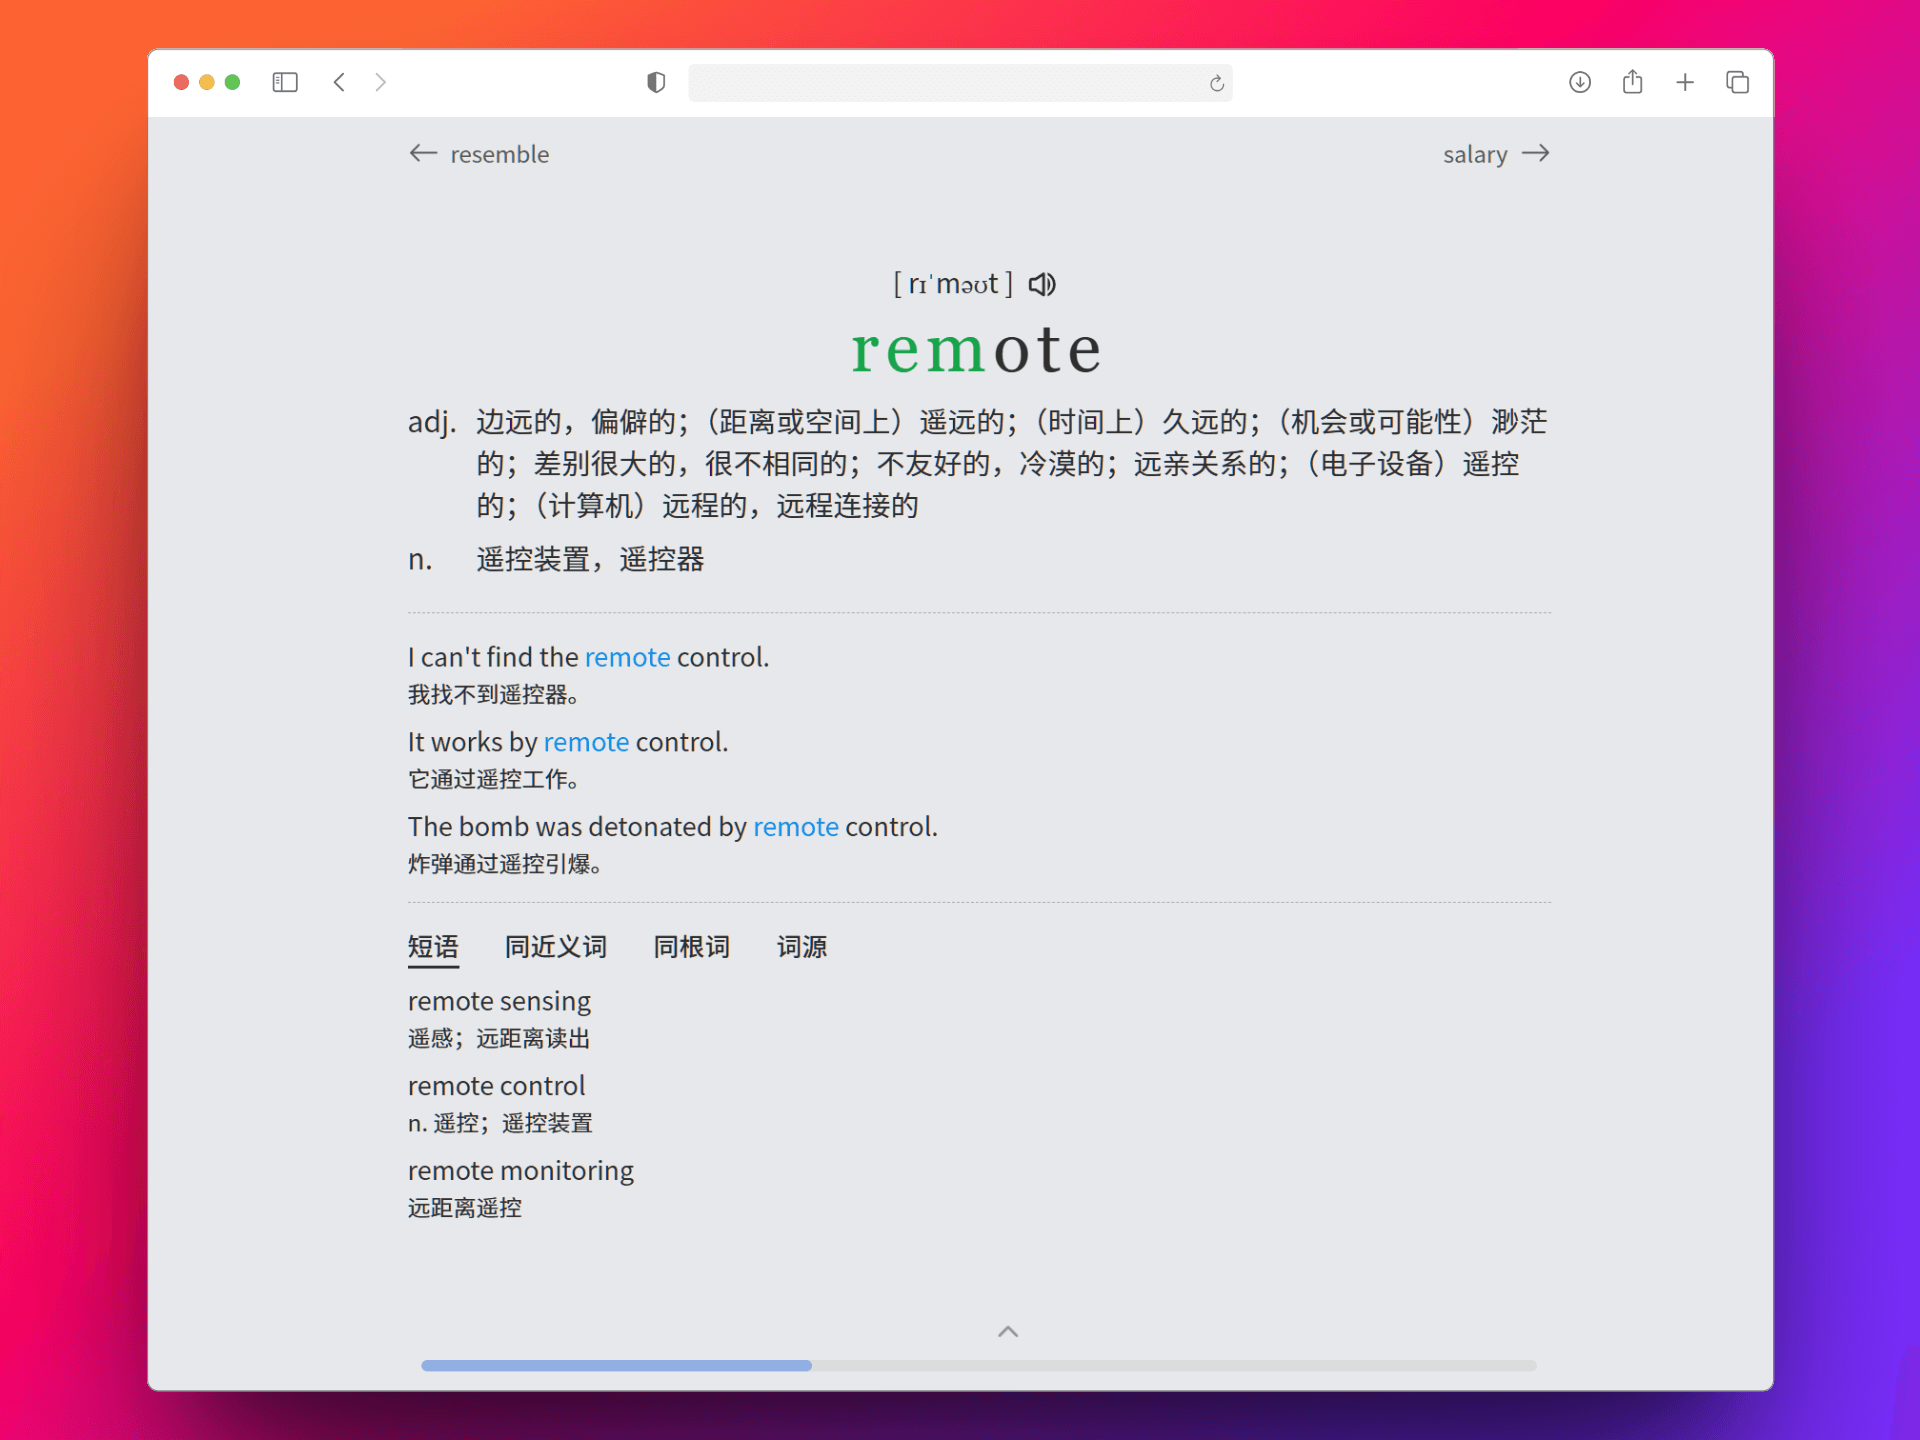 resemble
salary
[ rɪˈməʊt ]
remote
adj. 边远的，偏僻的；（距离或空间上）遥远的；（时间上）久远的；（机会或可能性）渺茫
的；差别很大的，很不相同的；不友好的，冷漠的；远亲关系的；（电子设备）遥控
的；（计算机）远程的，远程连接的
n. 遥控装置，遥控器
I can't find the remote control.
我找不到遥控器。
It works by remote control.
它通过遥控工作。
The bomb was detonated by remote control.
炸弹通过遥控引爆。
短语 同近义词 同根词 词源
remote sensing
遥感；远距离读出
remote control
n. 遥控；遥控装置
remote monitoring
远距离遥控